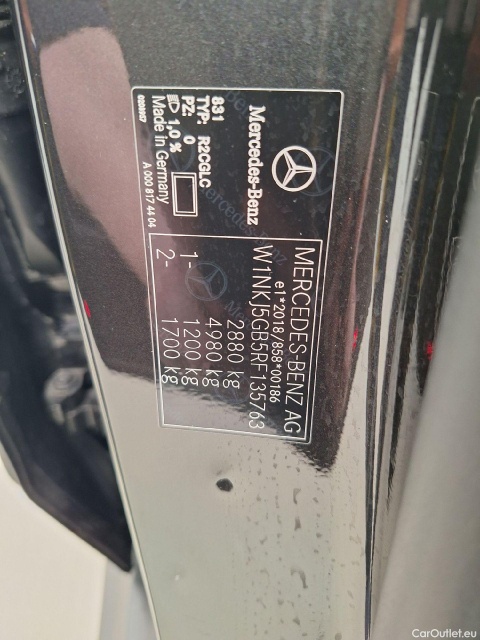 Mercedes-Benz
831
TYP: R2CGLC
PZ: 0
1,0 %
Made in Germany
A 000 817 44 04
MERCEDES-BENZ AG
e1*2018/858*00186
W1NKJ5GB5RF135763
2880 kg
4980 kg
1- 1200 kg
2- 1700 kg
CarOutlet.eu